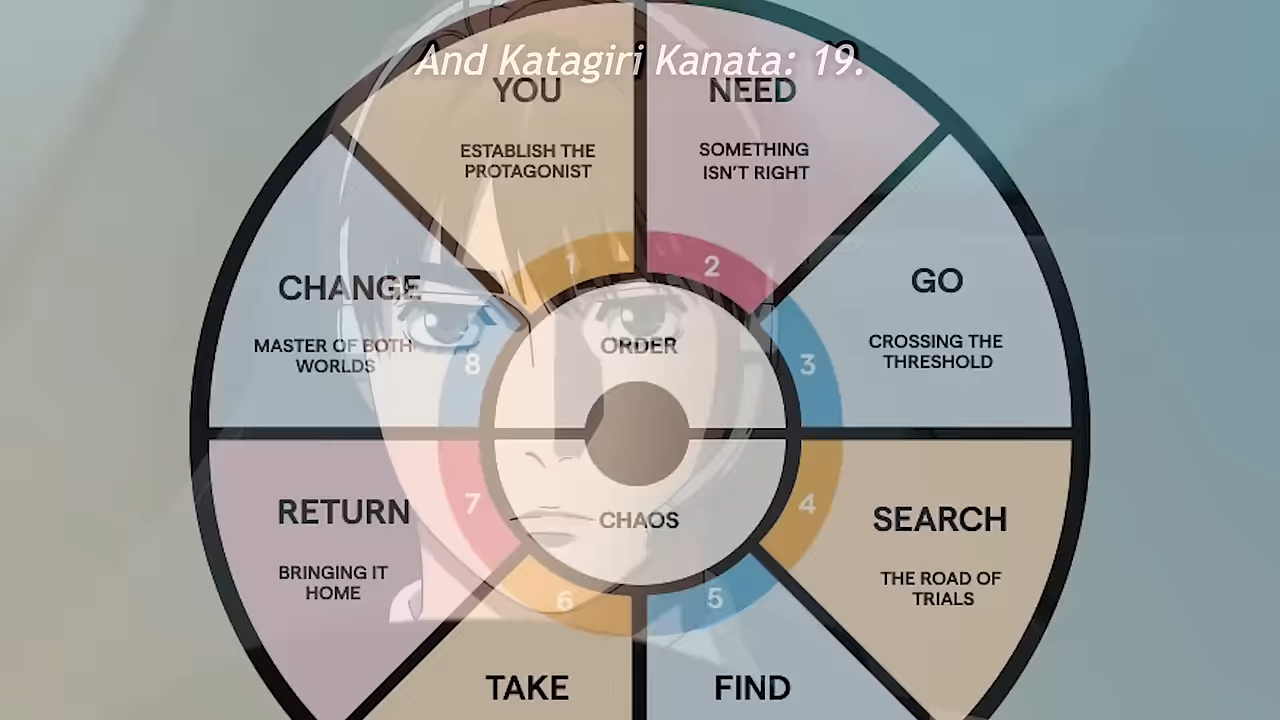 And Katagiri Kanata: 19.
YOU
ESTABLISH THE
PROTAGONIST
1
NEED
SOMETHING
ISN'T RIGHT
2
GO
CROSSING THE
THRESHOLD
3
SEARCH
THE ROAD OF
TRIALS
4
FIND
5
TAKE
6
RETURN
BRINGING IT
HOME
7
CHANGE
MASTER OF BOTH
WORLDS
8
ORDER
CHAOS